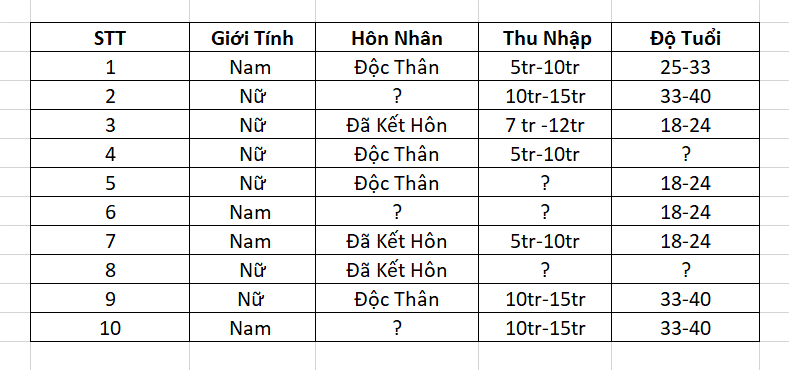 STT Giới Tính Hôn Nhân Thu Nhập Độ Tuổi
1 Nam Độc Thân 5tr-10tr 25-33
2 Nữ ? 10tr-15tr 33-40
3 Nữ Đã Kết Hôn 7 tr -12tr 18-24
4 Nữ Độc Thân 5tr-10tr ?
5 Nữ Độc Thân ? 18-24
6 Nam ? ? 18-24
7 Nam Đã Kết Hôn 5tr-10tr 18-24
8 Nữ Đã Kết Hôn ? ?
9 Nữ Độc Thân 10tr-15tr 33-40
10 Nam ? 10tr-15tr 33-40